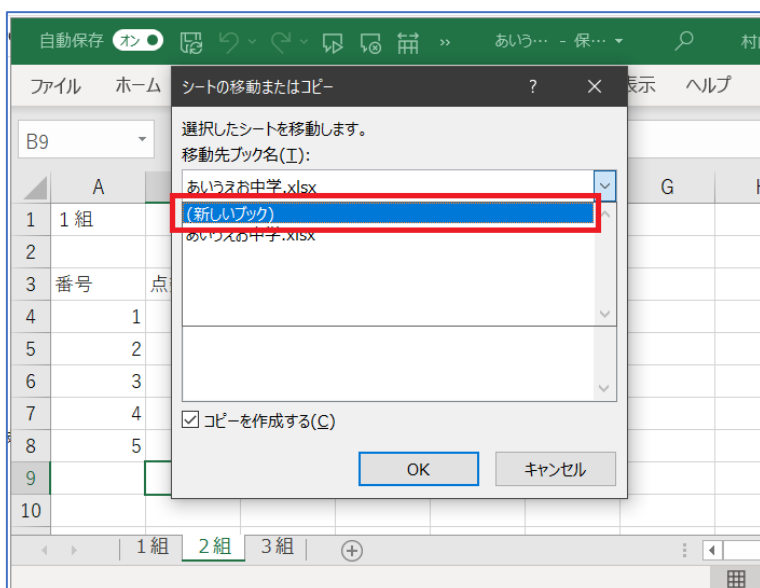 自動保存 オン » あいう… - 保… 村
ファイル ホーム 表示 ヘルプ
シートの移動またはコピー ? ×
選択したシートを移動します。
移動先ブック名(T):
あいうえお中学.xlsx
(新しいブック)
あいうえお中学.xlsx
コピーを作成する(C)
OK キャンセル
B9
A G
1 1組
2
3 番号 点
4 1
5 2
6 3
7 4
8 5
9
10
1組 2組 3組